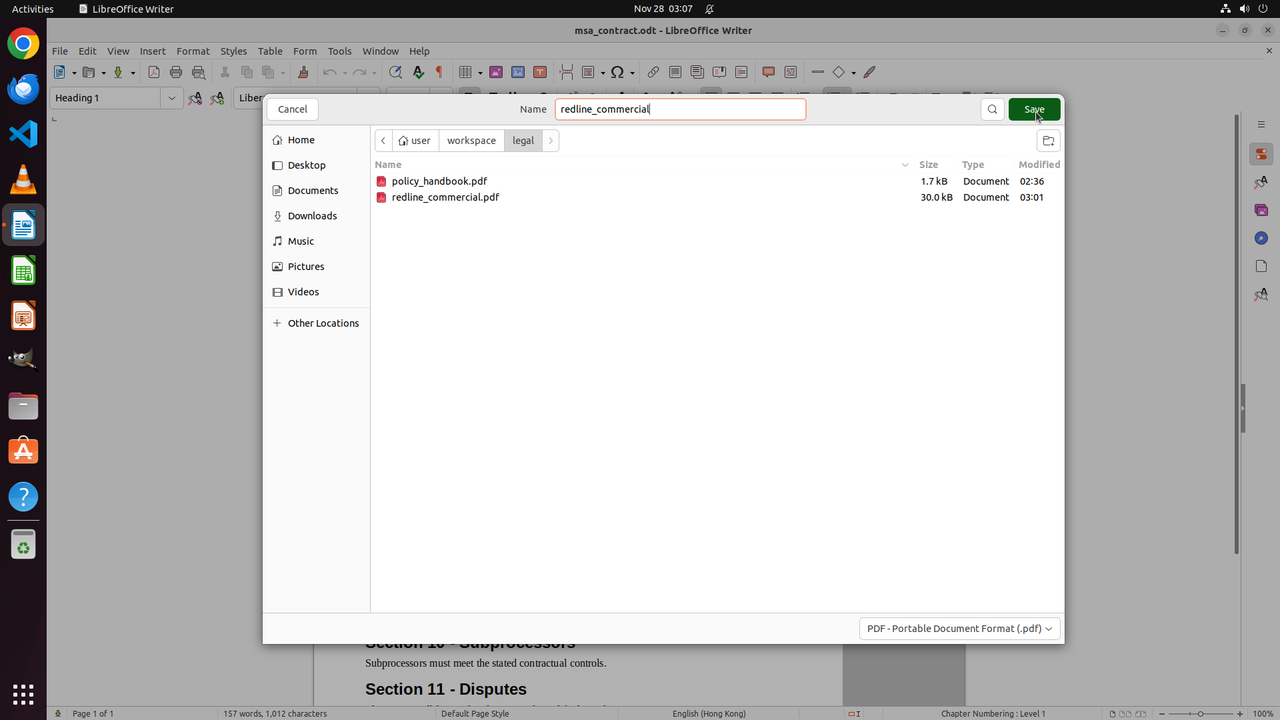 Activities
LibreOffice Writer
Nov 28 03:07
msa_contract.odt - LibreOffice Writer
File Edit View Insert Format Styles Table Form Tools Window Help
Heading 1
Liber
Cancel
Name
redline_commercial
Save
Home
Desktop
Documents
Downloads
Music
Pictures
Videos
Other Locations
user
workspace
legal
Name Size Type Modified
policy_handbook.pdf 1.7 kB Document 02:36
redline_commercial.pdf 30.0 kB Document 03:01
PDF - Portable Document Format (.pdf)
Section 10 - Subprocessors
Subprocessors must meet the stated contractual controls.
Section 11 - Disputes
Page 1 of 1
157 words, 1,012 characters
Default Page Style
English (Hong Kong)
Chapter Numbering : Level 1
100%